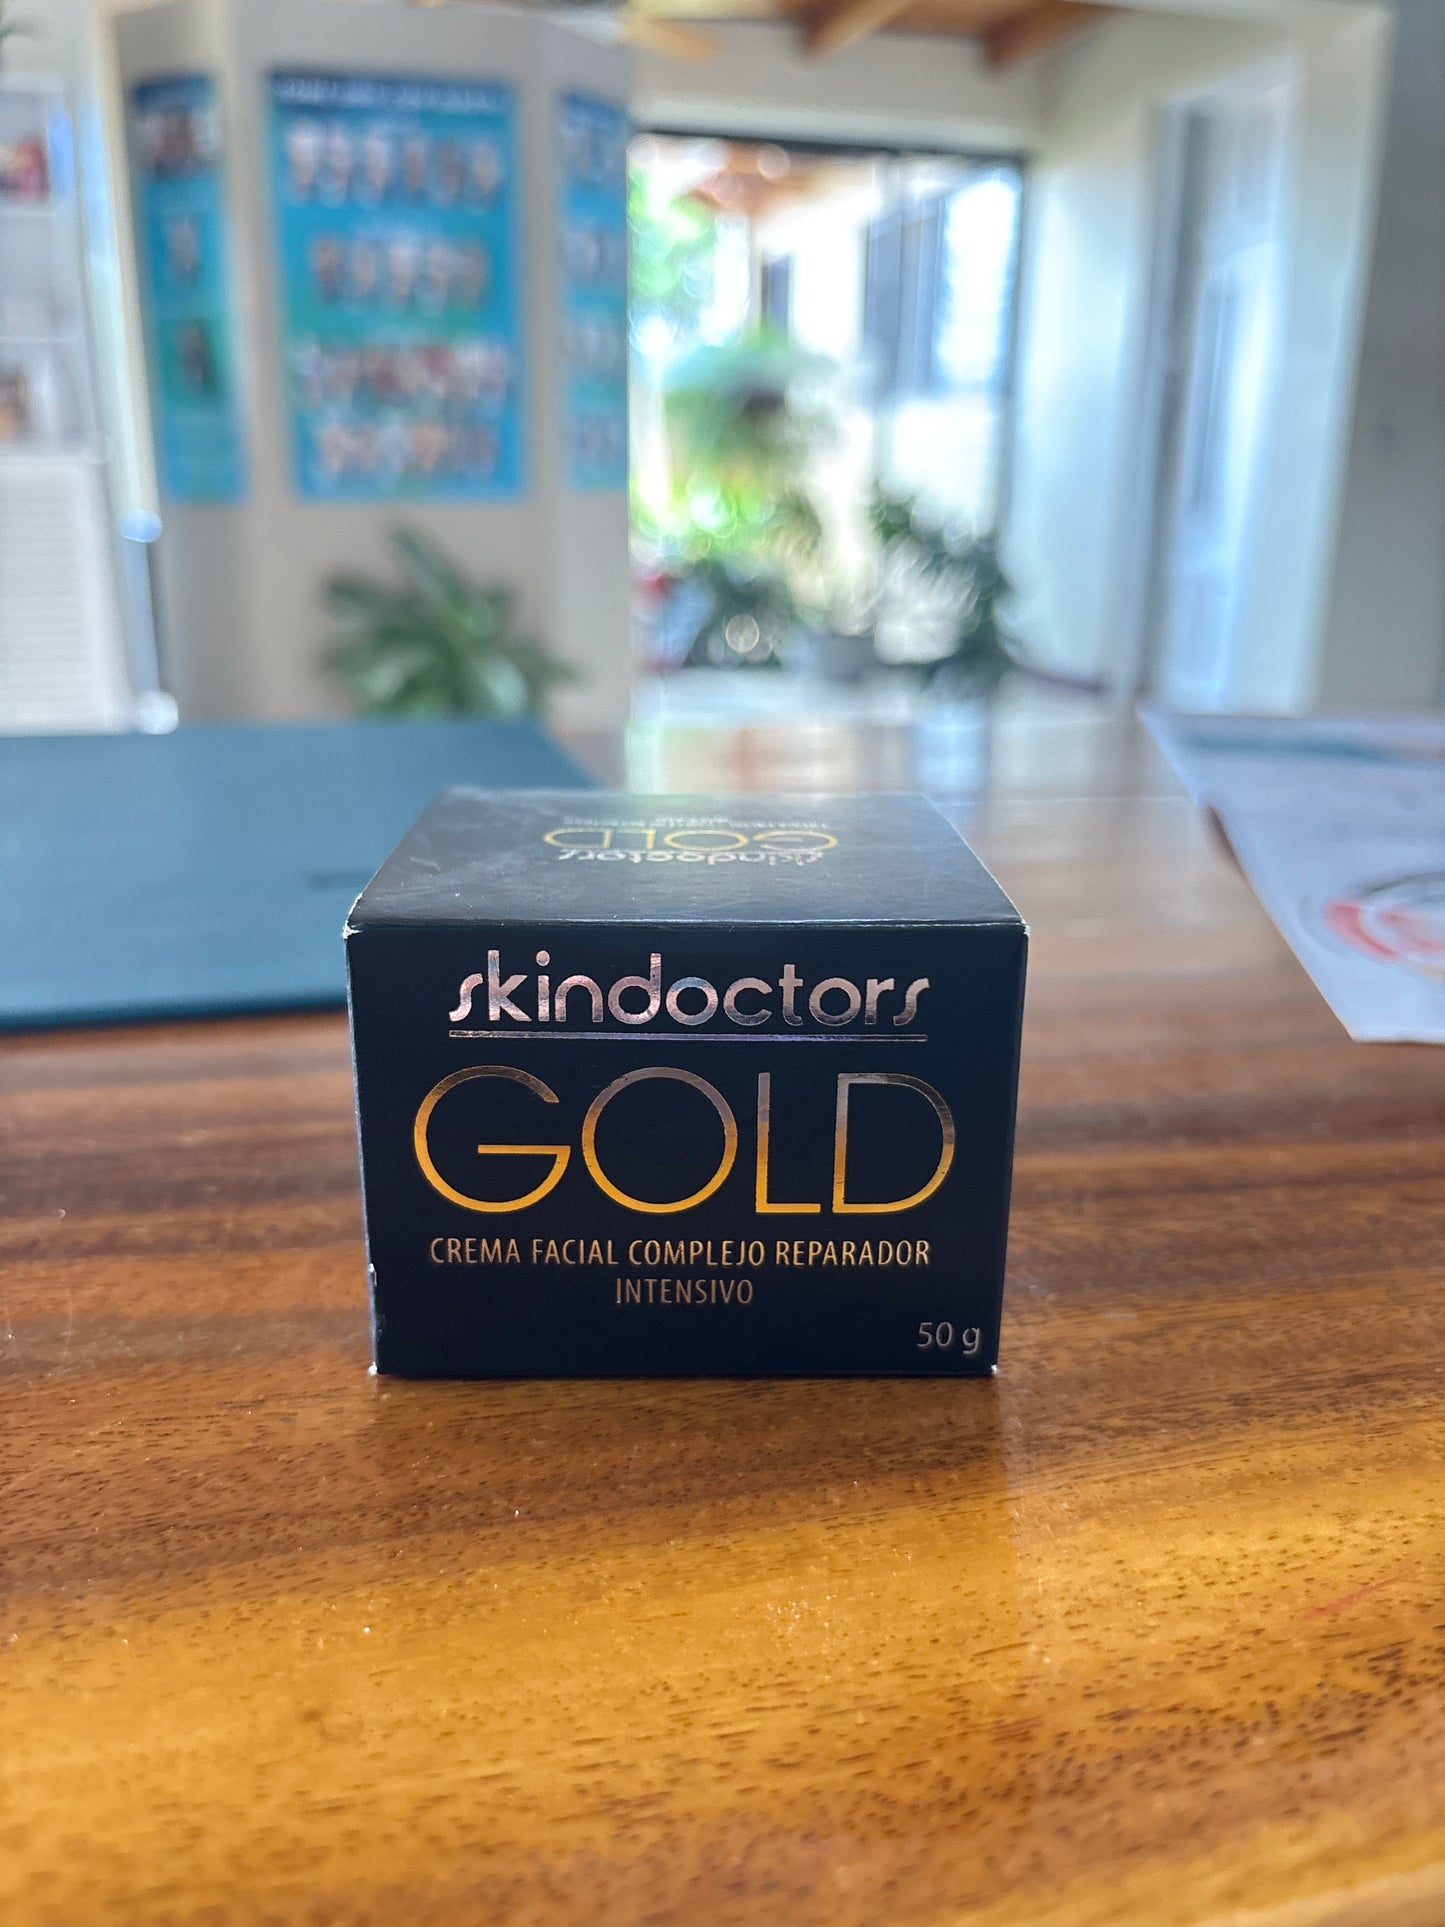 skindoctors
GOLD
skindoctors
GOLD
CREMA FACIAL COMPLEJO REPARADOR
INTENSIVO
50 g